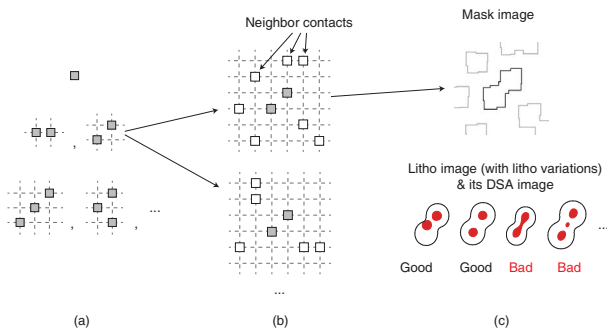 Neighbor contacts
Mask image
, 
, , ...
...
Litho image (with litho variations)
& its DSA image
...
Good Good Bad Bad
(a) (b) (c)